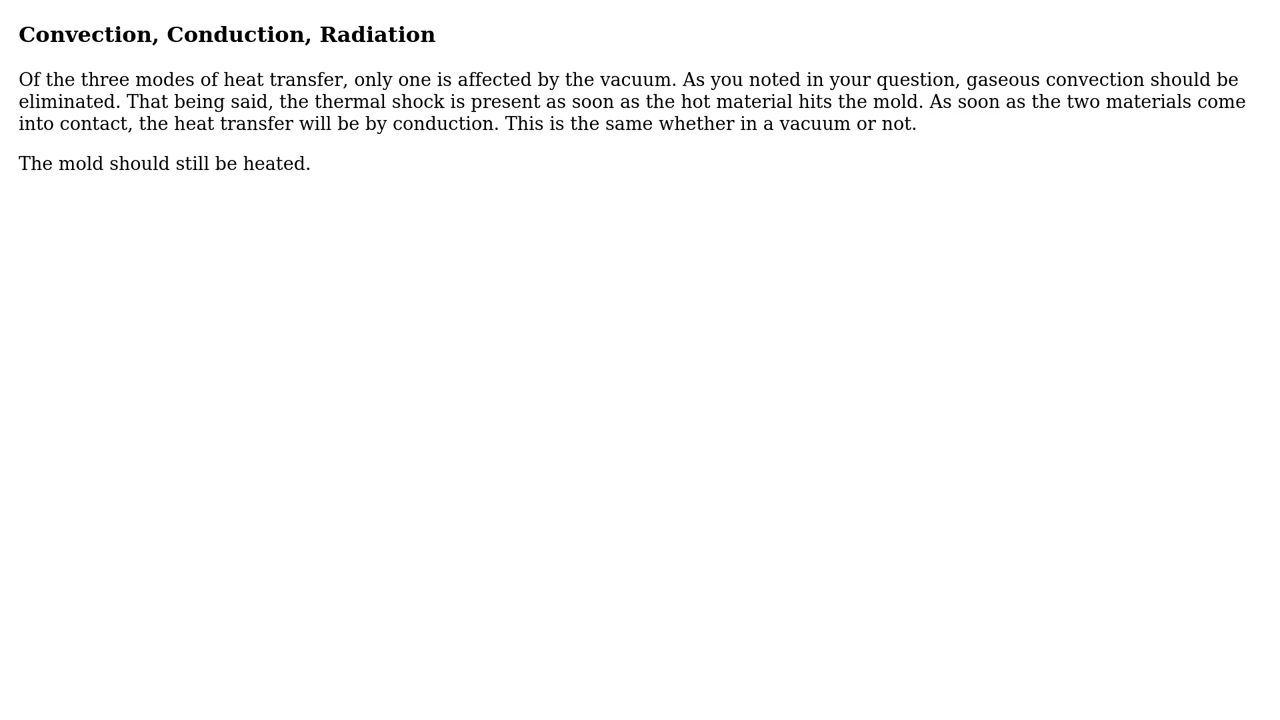 Convection, Conduction, Radiation
Of the three modes of heat transfer, only one is affected by the vacuum. As you noted in your question, gaseous convection should be
eliminated. That being said, the thermal shock is present as soon as the hot material hits the mold. As soon as the two materials come
into contact, the heat transfer will be by conduction. This is the same whether in a vacuum or not.
The mold should still be heated.